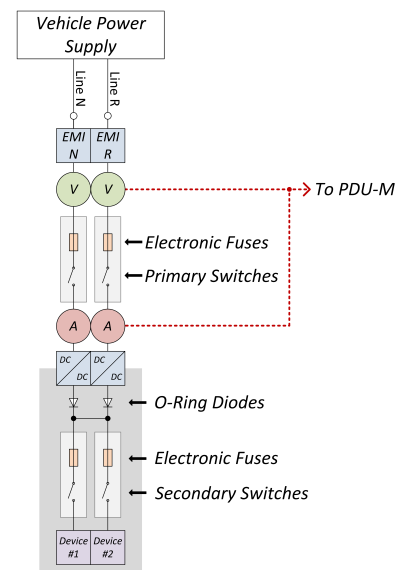 Vehicle Power
Supply
Line N
Line R
EMI
N
EMI
R
V
V
To PDU-M
Electronic Fuses
Primary Switches
A
A
DC
DC
DC
DC
O-Ring Diodes
Electronic Fuses
Secondary Switches
Device
#1
Device
#2